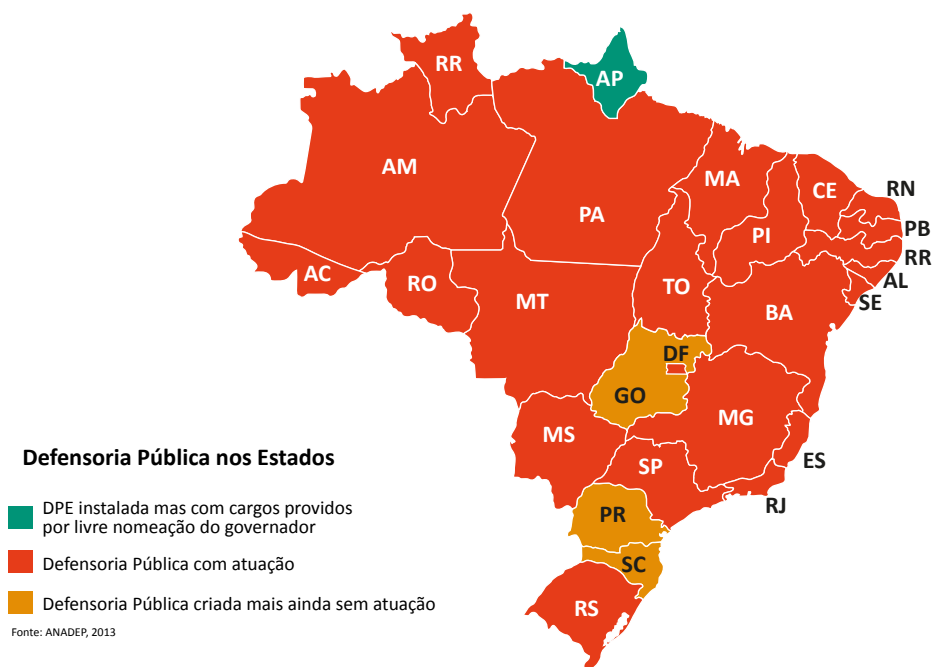 RR
AP
AM
PA
MA
CE
RN
PI
PB
RR
AL
SE
AC
RO
MT
TO
BA
DF
GO
MG
MS
ES
SP
RJ
PR
SC
RS
Defensoria Pública nos Estados
DPE instalada mas com cargos providos
por livre nomeação do governador
Defensoria Pública com atuação
Defensoria Pública criada mais ainda sem atuação
Fonte: ANADEP, 2013